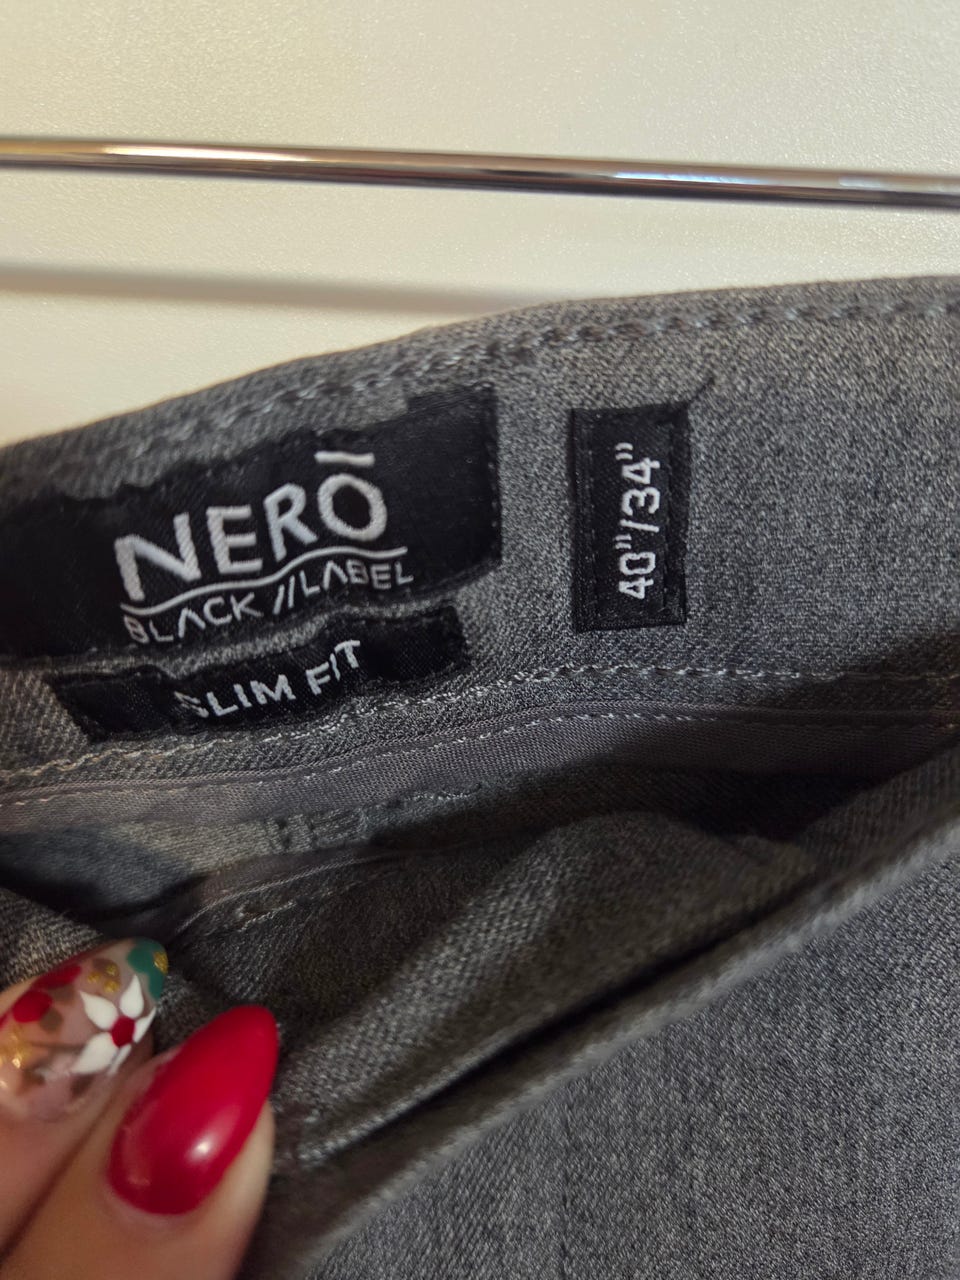 NERŌ
BLACK //LABEL
SLIM FIT
40"/34"